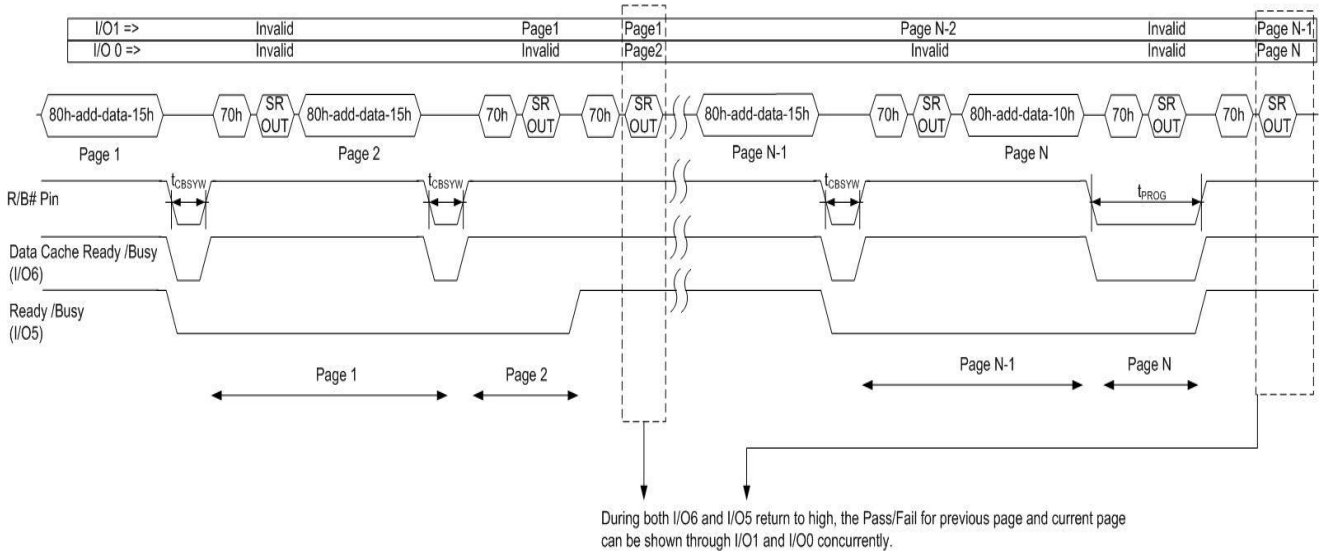 I/O1 => Invalid Page1 Page1 Page N-2 Invalid Page N-1
I/O 0 => Invalid Invalid Page2 Invalid Invalid Page N
80h-add-data-15h 70h SR OUT 80h-add-data-15h 70h SR OUT 70h SR OUT 80h-add-data-15h 70h SR OUT 80h-add-data-10h 70h SR OUT 70h SR OUT
Page 1 Page 2 Page N-1 Page N
R/B# Pin tCBSYW tCBSYW tCBSYW tPROG
Data Cache Ready /Busy
(I/O6)
Ready /Busy
(I/O5)
Page 1 Page 2 Page N-1 Page N
During both I/O6 and I/O5 return to high, the Pass/Fail for previous page and current page
can be shown through I/O1 and I/O0 concurrently.